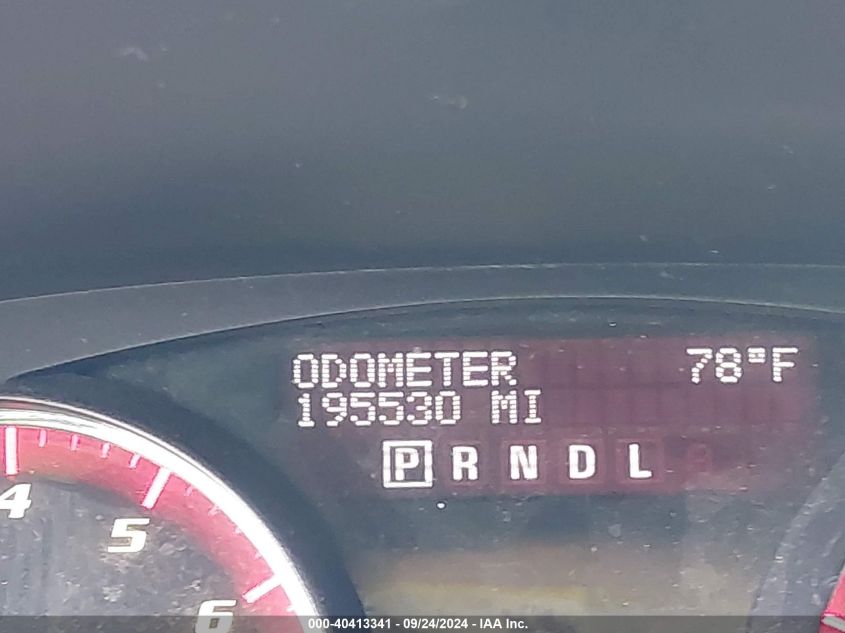 ODOMETER 78°F
195530 MI
P R N D L
4
5
6
000-40413341 - 09/24/2024 - IAA Inc.